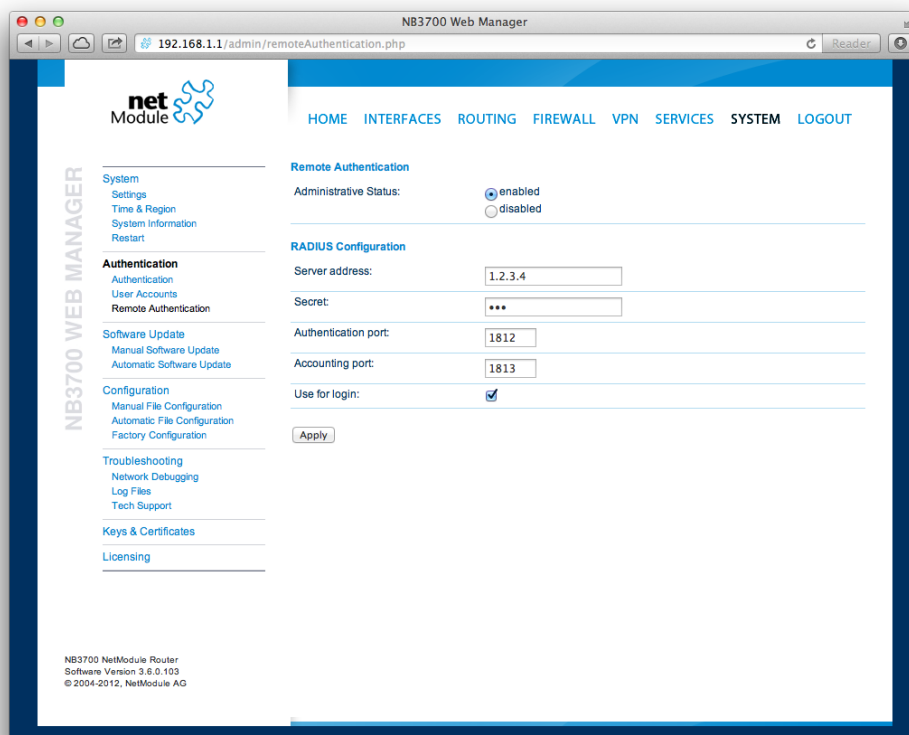 NB3700 Web Manager
192.168.1.1/admin/remoteAuthentication.php
Reader
net
Module
HOME INTERFACES ROUTING FIREWALL VPN SERVICES SYSTEM LOGOUT
NB3700 WEB MANAGER
System
Settings
Time & Region
System Information
Restart
Authentication
Authentication
User Accounts
Remote Authentication
Software Update
Manual Software Update
Automatic Software Update
Configuration
Manual File Configuration
Automatic File Configuration
Factory Configuration
Troubleshooting
Network Debugging
Log Files
Tech Support
Keys & Certificates
Licensing
Remote Authentication
Administrative Status: enabled
disabled
RADIUS Configuration
Server address: 1.2.3.4
Secret: •••
Authentication port: 1812
Accounting port: 1813
Use for login:
Apply
NB3700 NetModule Router
Software Version 3.6.0.103
© 2004-2012, NetModule AG